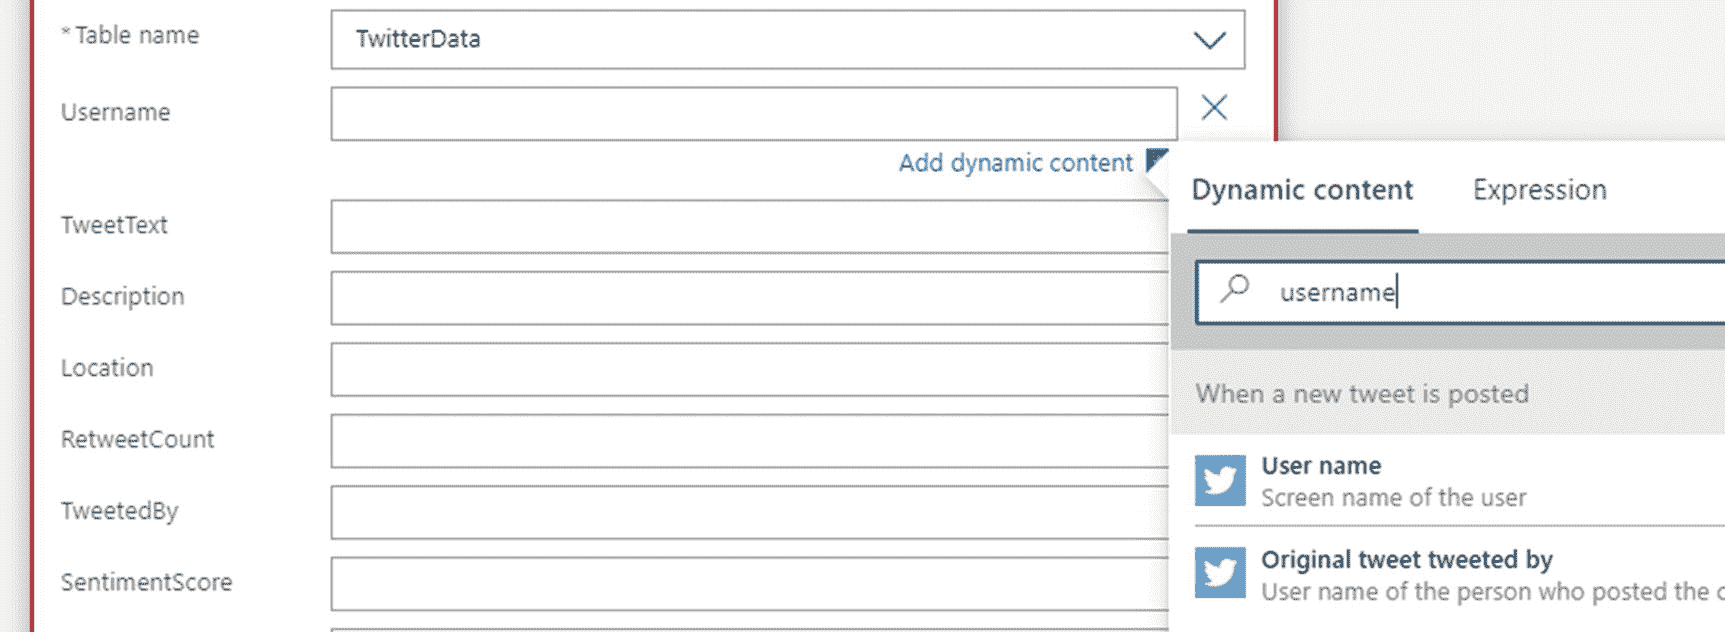 * Table name
TwitterData
Username
Add dynamic content
TweetText
Description
Location
RetweetCount
TweetedBy
SentimentScore
Dynamic content
Expression
username
When a new tweet is posted
User name
Screen name of the user
Original tweet tweeted by
User name of the person who posted the